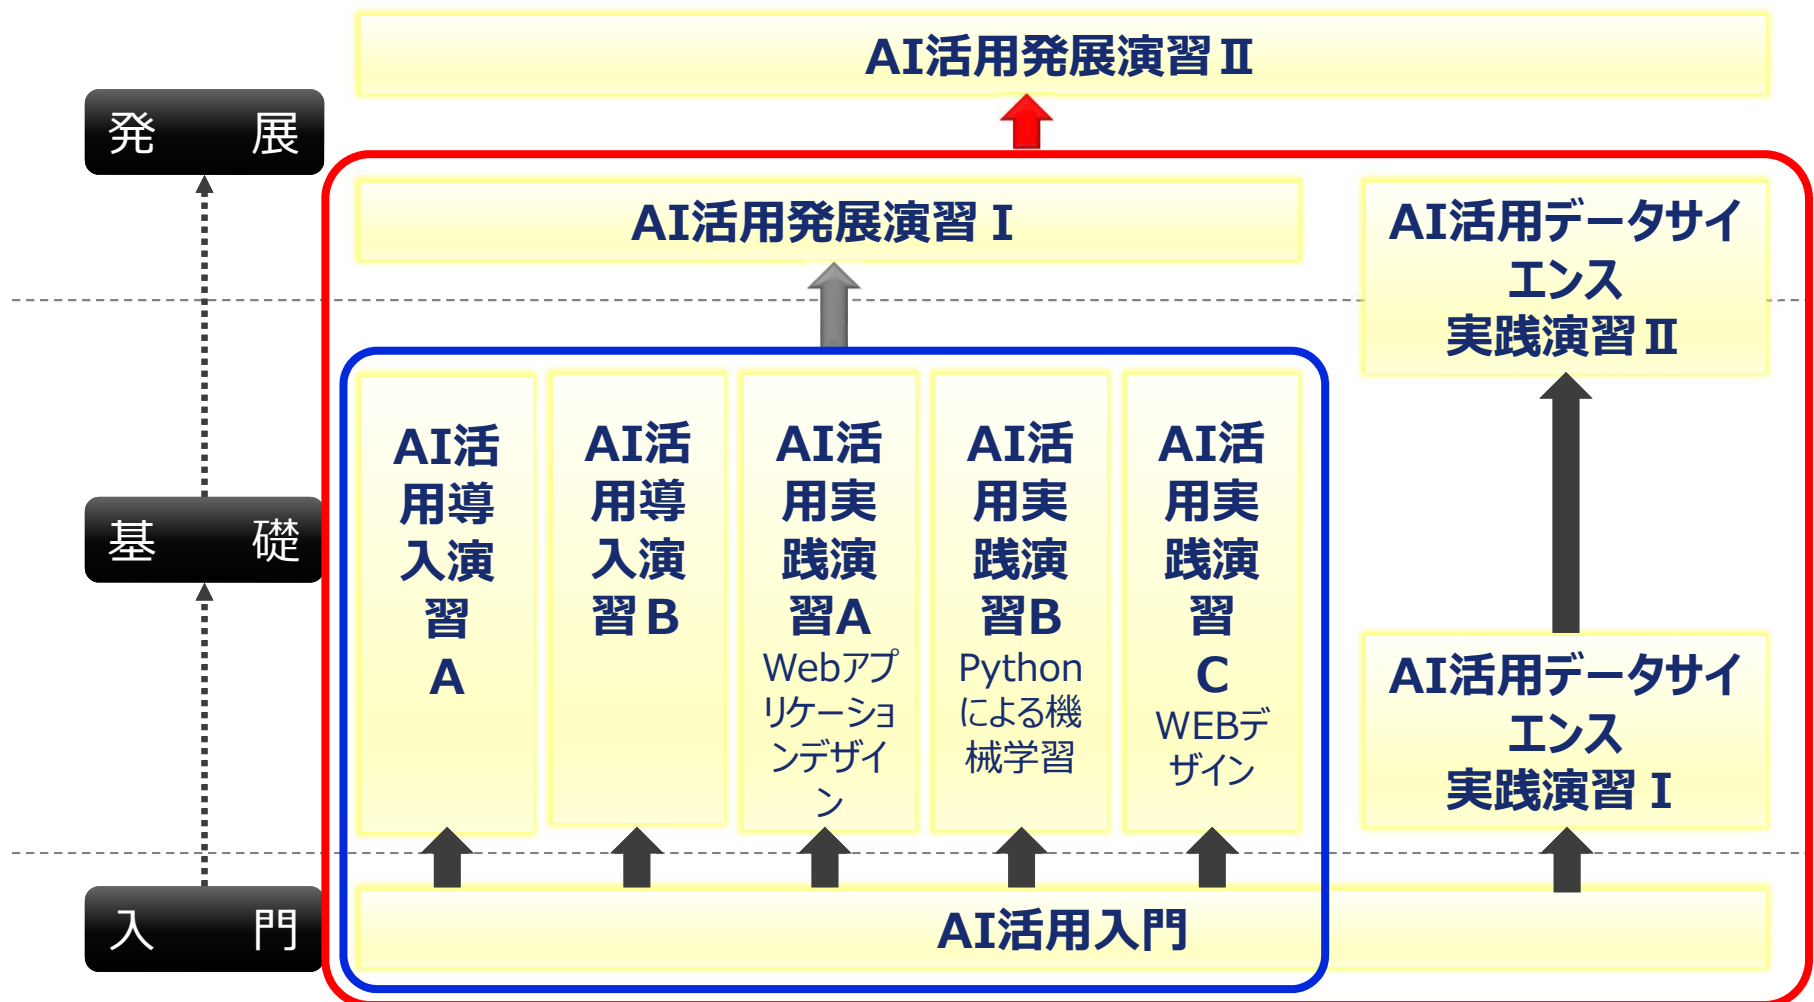 AI活用発展演習Ⅱ
発　　展
AI活用発展演習Ⅰ
AI活用データサイ
エンス
実践演習Ⅱ
基　　礎
AI活
用導
入演
習
A
AI活
用導
入演
習B
AI活
用実
践演
習A
Webアプ
リケーショ
ンデザイ
ン
AI活
用実
践演
習B
Python
による機
械学習
AI活
用実
践演
習
C
WEBデ
ザイン
AI活用データサイ
エンス
実践演習Ⅰ
入　　門
AI活用入門